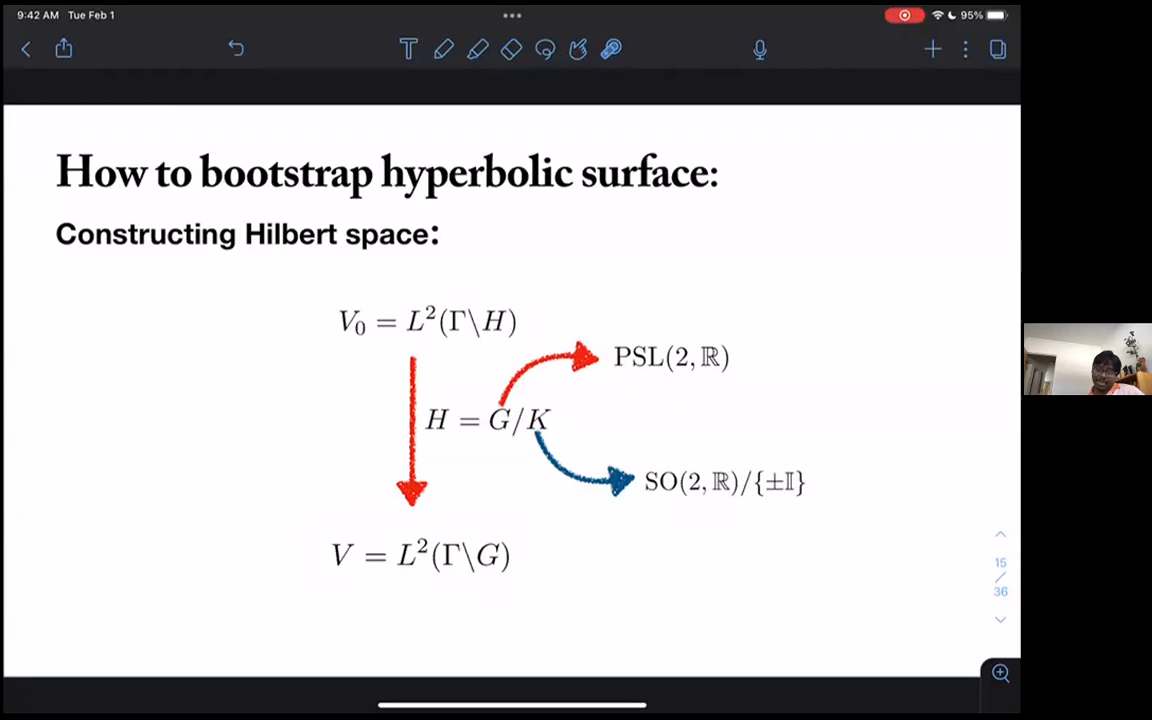 9:42 AM Tue Feb 1
95%
How to bootstrap hyperbolic surface:
Constructing Hilbert space:
V₀ = L²(Γ\H)
PSL(2, ℝ)
H = G/K
SO(2, ℝ)/{±𝕀}
V = L²(Γ\G)
15
/
36